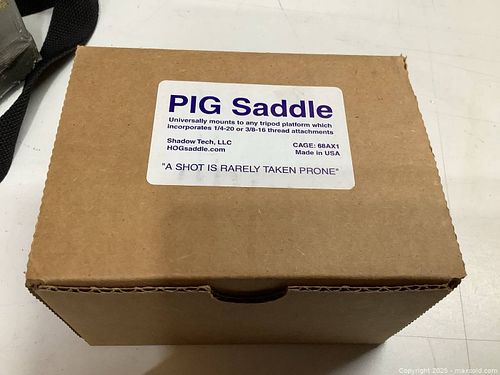 PIG Saddle
Universally mounts to any tripod platform which
incorporates 1/4-20 or 3/8-16 thread attachments
Shadow Tech, LLC
CAGE: 68AX1
HOGsaddle.com
Made in USA
"A SHOT IS RARELY TAKEN PRONE"
Copyright 2025 - maxsold.com